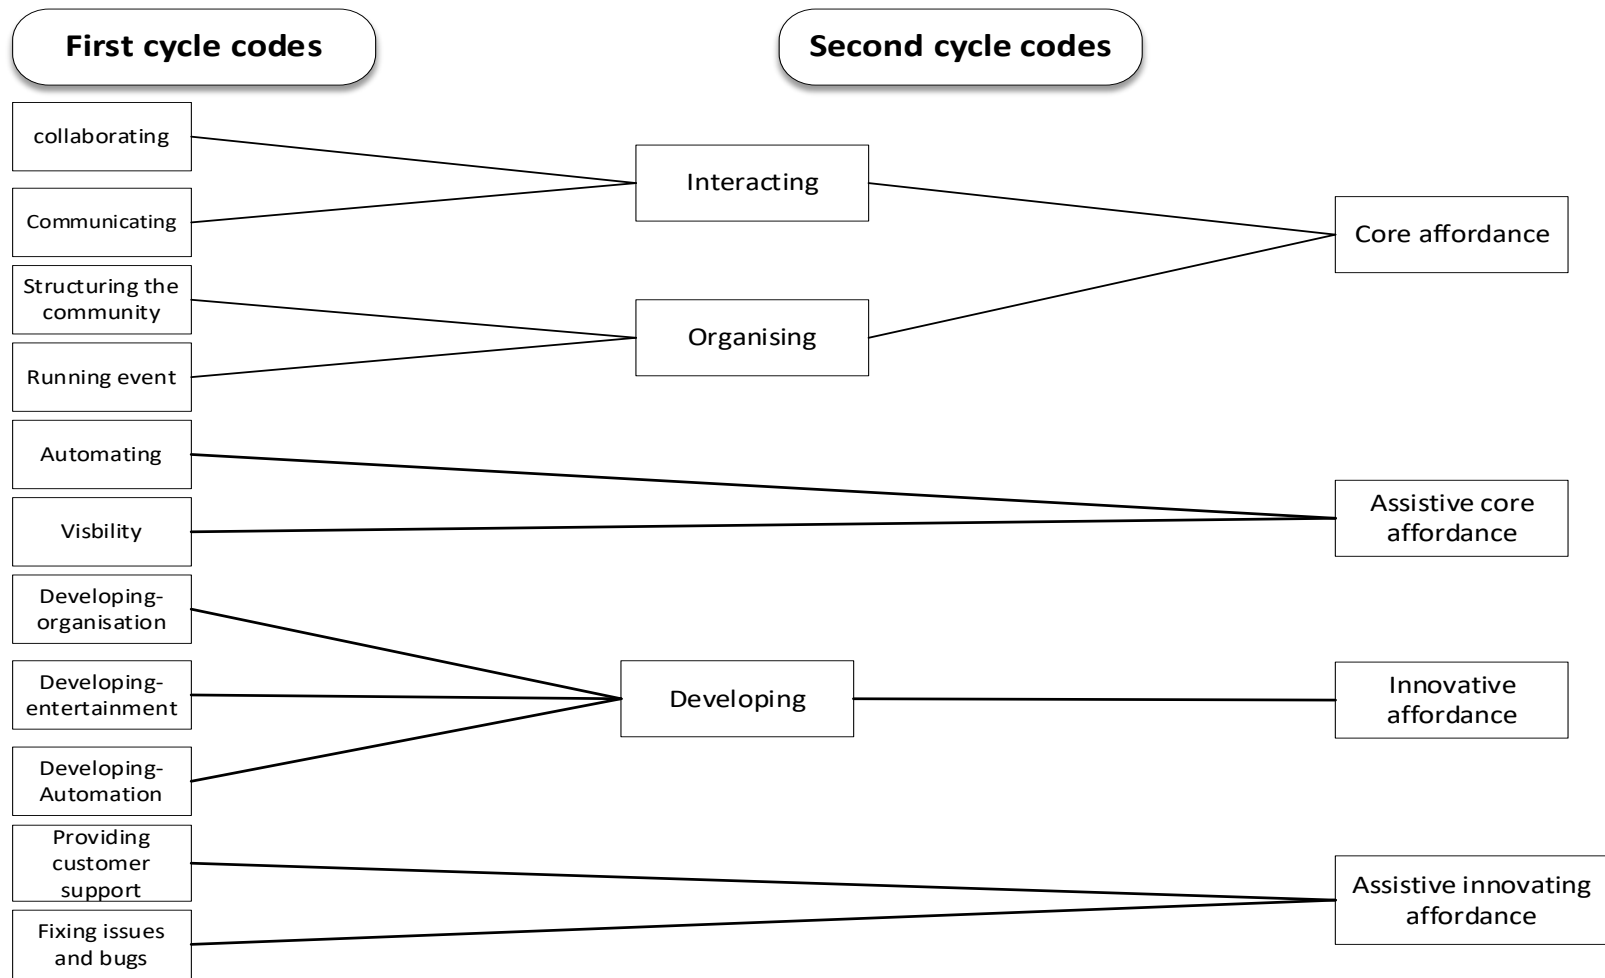 First cycle codes
Second cycle codes
collaborating
Communicating
Structuring the
community
Running event
Automating
Visbility
Developing-
organisation
Developing-
entertainment
Developing-
Automation
Providing
customer
support
Fixing issues
and bugs
Interacting
Organising
Developing
Core affordance
Assistive core
affordance
Innovative
affordance
Assistive innovating
affordance